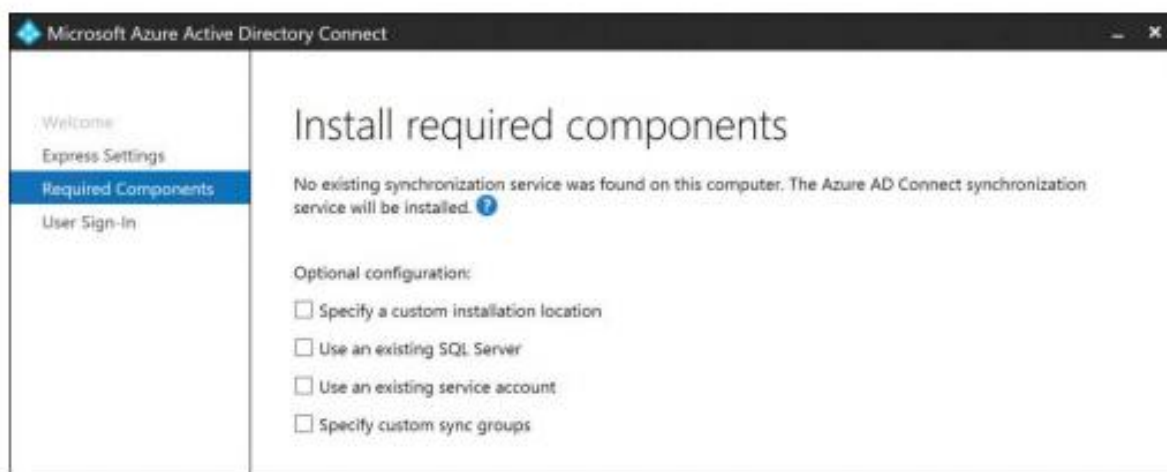 Microsoft Azure Active Directory Connect
Welcome
Express Settings
Required Components
User Sign-In
Install required components
No existing synchronization service was found on this computer. The Azure AD Connect synchronization
service will be installed. ?
Optional configuration:
Specify a custom installation location
Use an existing SQL Server
Use an existing service account
Specify custom sync groups